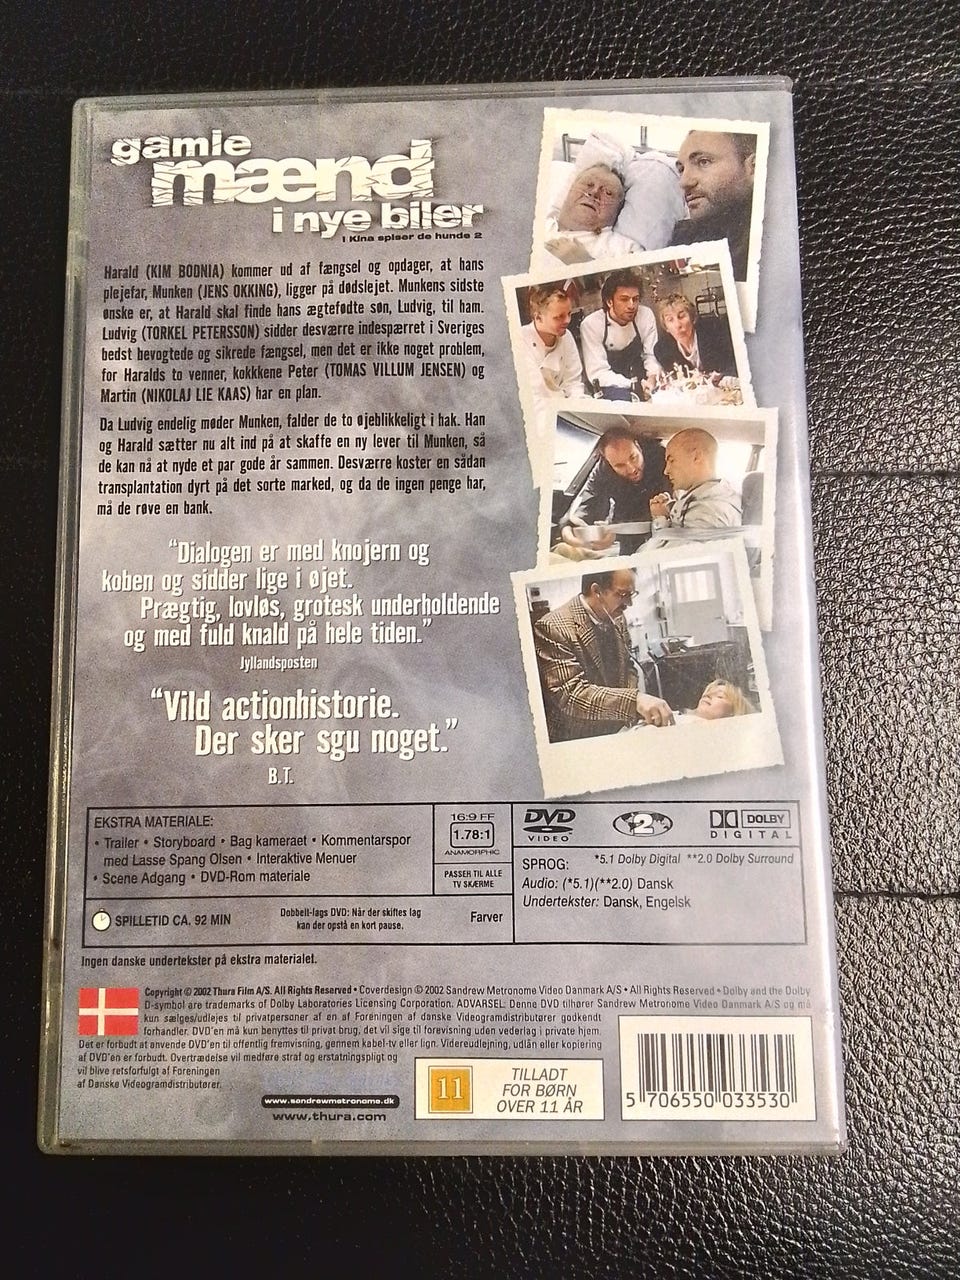 gamle
mænd
i nye biler
I Kina spiser de hunde 2
Harald (KIM BODNIA) kommer ud af fængsel og opdager, at hans
plejefar, Munken (JENS OKKING), ligger på dødslejet. Munkens sidste
ønske er, at Harald skal finde hans ægtefødte søn, Ludvig, til ham.
Ludvig (TORKEL PETERSSON) sidder desværre indespærret i Sveriges
bedst bevogtede og sikrede fængsel, men det er ikke noget problem,
for Haralds to venner, kokkkene Peter (TOMAS VILLUM JENSEN) og
Martin (NIKOLAJ LIE KAAS) har en plan.
Da Ludvig endelig møder Munken, falder de to øjeblikkeligt i hak. Han
og Harald sætter nu alt ind på at skaffe en ny lever til Munken, så
de kan nå at nyde et par gode år sammen. Desværre koster en sådan
transplantation dyrt på det sorte marked, og da de ingen penge har,
må de røve en bank.
"Dialogen er med knojern og
koben og sidder lige i øjet.
Prægtig, lovløs, grotesk underholdende
og med fuld knald på hele tiden."
Jyllandsposten
"Vild actionhistorie.
Der sker sgu noget."
B.T.
EKSTRA MATERIALE:
• Trailer • Storyboard • Bag kameraet • Kommentarspor
med Lasse Spang Olsen • Interaktive Menuer
• Scene Adgang • DVD-Rom materiale
16:9 FF
1.78:1
ANAMORPHIC
PASSER TIL ALLE
TV SKÆRME
SPILLETID CA. 92 MIN
Dobbelt-lags DVD: Når der skiftes lag
kan der opstå en kort pause.
Farver
DVD
VIDEO
2
DOLBY
DIGITAL
SPROG: *5.1 Dolby Digital **2.0 Dolby Surround
Audio: (*5.1)(**2.0) Dansk
Undertekster: Dansk, Engelsk
Ingen danske undertekster på ekstra materialet.
Copyright © 2002 Thura Film A/S. All Rights Reserved • Coverdesign © 2002 Sandrew Metronome Video Danmark A/S • All Rights Reserved • Dolby and the Dolby
D-symbol are trademarks of Dolby Laboratories Licensing Corporation. ADVARSEL: Denne DVD tilhører Sandrew Metronome Video Danmark A/S og må
kun sælges/udlejes til privatpersoner af en af Foreningen af danske Videogramdistributører godkendt
forhandler. DVD'en må kun benyttes til privat brug, det vil sige til forevisning uden vederlag i private hjem.
Det er forbudt at anvende DVD'en til offentlig fremvisning, gennem kabel-tv eller lign. Videreudlejning, udlån eller kopiering
af DVD'en er forbudt. Overtrædelse vil medføre straf og erstatningspligt og
vil blive retsforfulgt af Foreningen
af Danske Videogramdistributører.
www.sandrewmetronome.dk
www.thura.com
11
TILLADT
FOR BØRN
OVER 11 ÅR
5 706550 033530